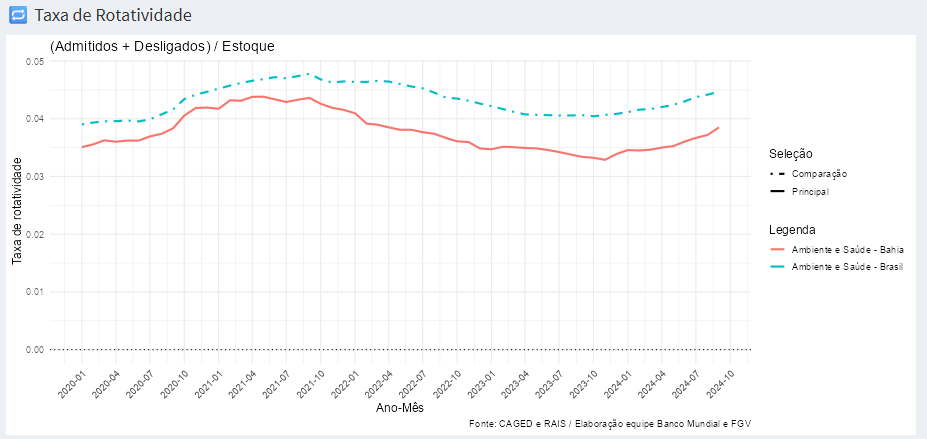 Taxa de Rotatividade
(Admitidos + Desligados) / Estoque
0.05
0.04
0.03
0.02
0.01
0.00
Taxa de rotatividade
2020-01
2020-04
2020-07
2020-10
2021-01
2021-04
2021-07
2021-10
2022-01
2022-04
2022-07
2022-10
2023-01
2023-04
2023-07
2023-10
2024-01
2024-04
2024-07
2024-10
Ano-Mês
Seleção
Comparação
Principal
Legenda
Ambiente e Saúde - Bahia
Ambiente e Saúde - Brasil
Fonte: CAGED e RAIS / Elaboração equipe Banco Mundial e FGV